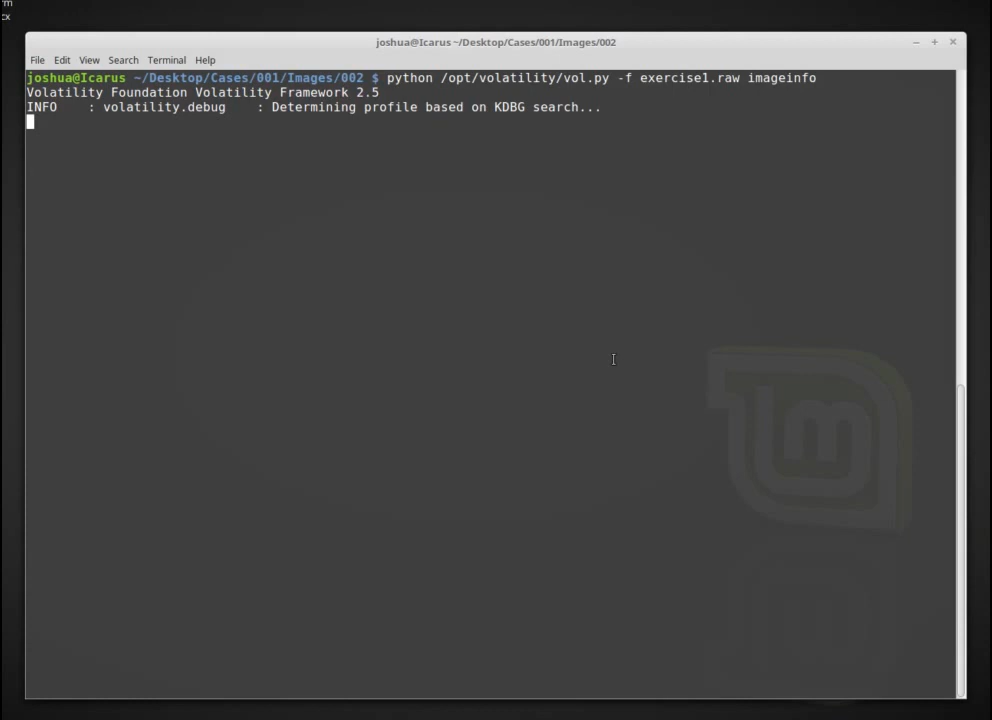 rm
cx
joshua@Icarus ~/Desktop/Cases/001/Images/002
File Edit View Search Terminal Help
joshua@Icarus ~/Desktop/Cases/001/Images/002 $ python /opt/volatility/vol.py -f exercise1.raw imageinfo
Volatility Foundation Volatility Framework 2.5
INFO    : volatility.debug    : Determining profile based on KDBG search...